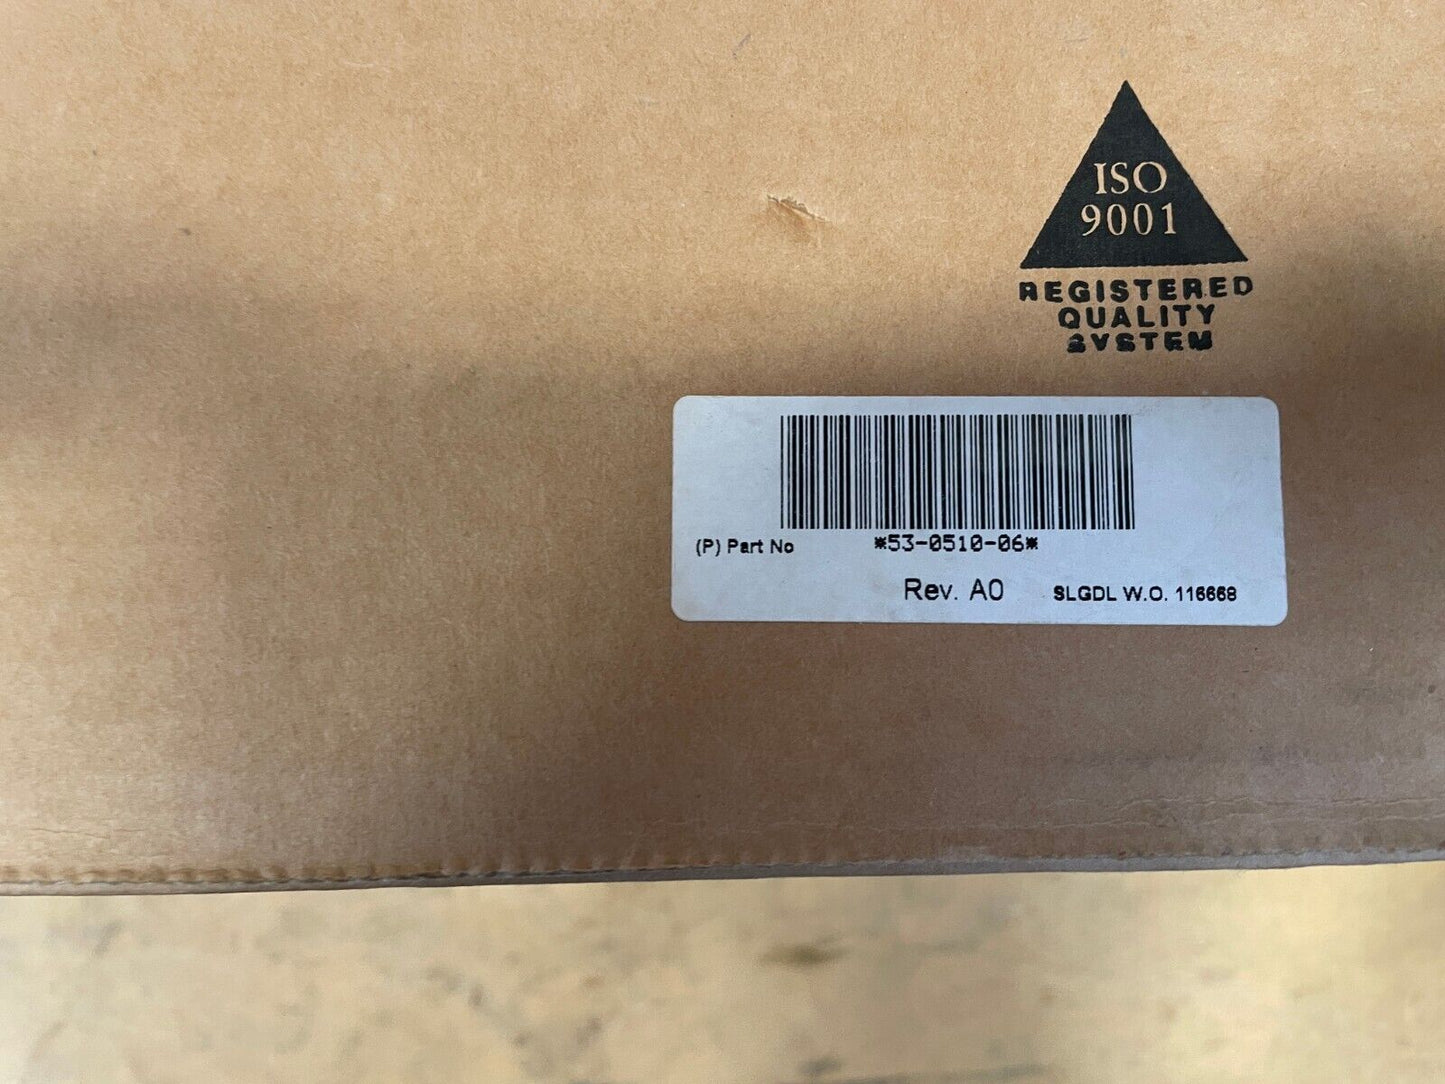 ISO
9001
REGISTERED
QUALITY
SYSTEM
(P) Part No *53-0510-06*
Rev. A0 SLGDL W.O. 116668